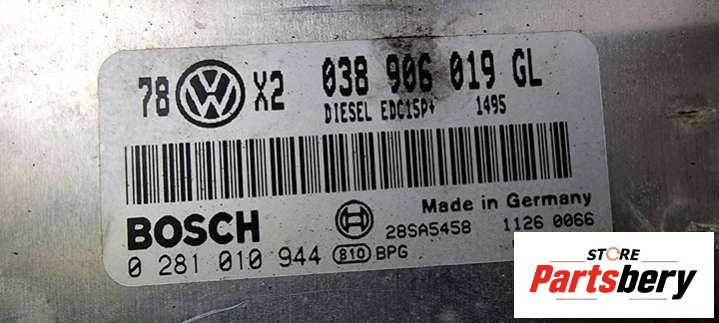 78 VW X2 038 906 019 GL
DIESEL EDC15P+ 1495
Made in Germany
BOSCH 28SA5458 1126 0066
0 281 010 944 810 BPG
STORE
Partsbery